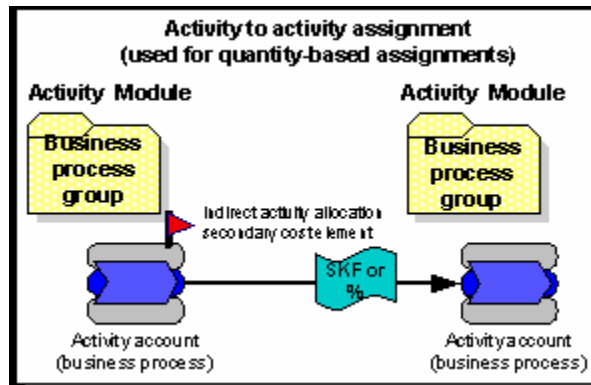 Activity to activity assignment
(used for quantity-based assignments)
Activity Module
Activity Module
Business
process
group
Business
process
group
Indirect activity allocation
secondary cost element
SKF or
%
Activity account
(business process)
Activity account
(business process)